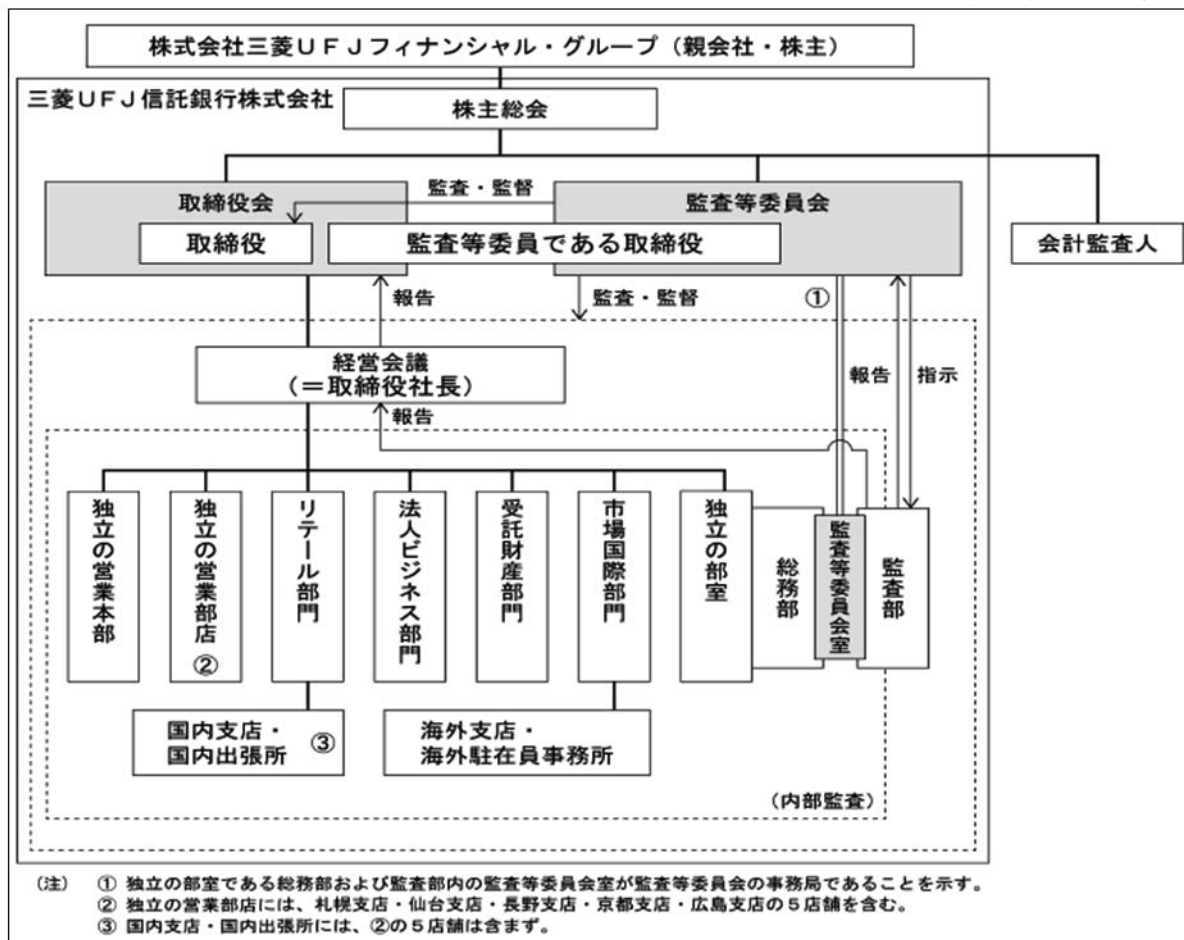 株式会社三菱UFJフィナンシャル・グループ（親会社・株主）
三菱UFJ信託銀行株式会社
株主総会
取締役会
監査・監督
監査等委員会
取締役
監査等委員である取締役
会計監査人
報告
監査・監督
①
経営会議
（＝取締役社長）
報告
指示
報告
独立の営業本部
独立の営業部店②
リテール部門
法人ビジネス部門
受託財産部門
市場国際部門
独立の部室
総務部
監査等委員会室
監査部
国内支店・
国内出張所
③
海外支店・
海外駐在員事務所
（内部監査）
（注） ① 独立の部室である総務部および監査部内の監査等委員会室が監査等委員会の事務局であることを示す。
② 独立の営業部店には、札幌支店・仙台支店・長野支店・京都支店・広島支店の５店舗を含む。
③ 国内支店・国内出張所には、②の５店舗は含まず。